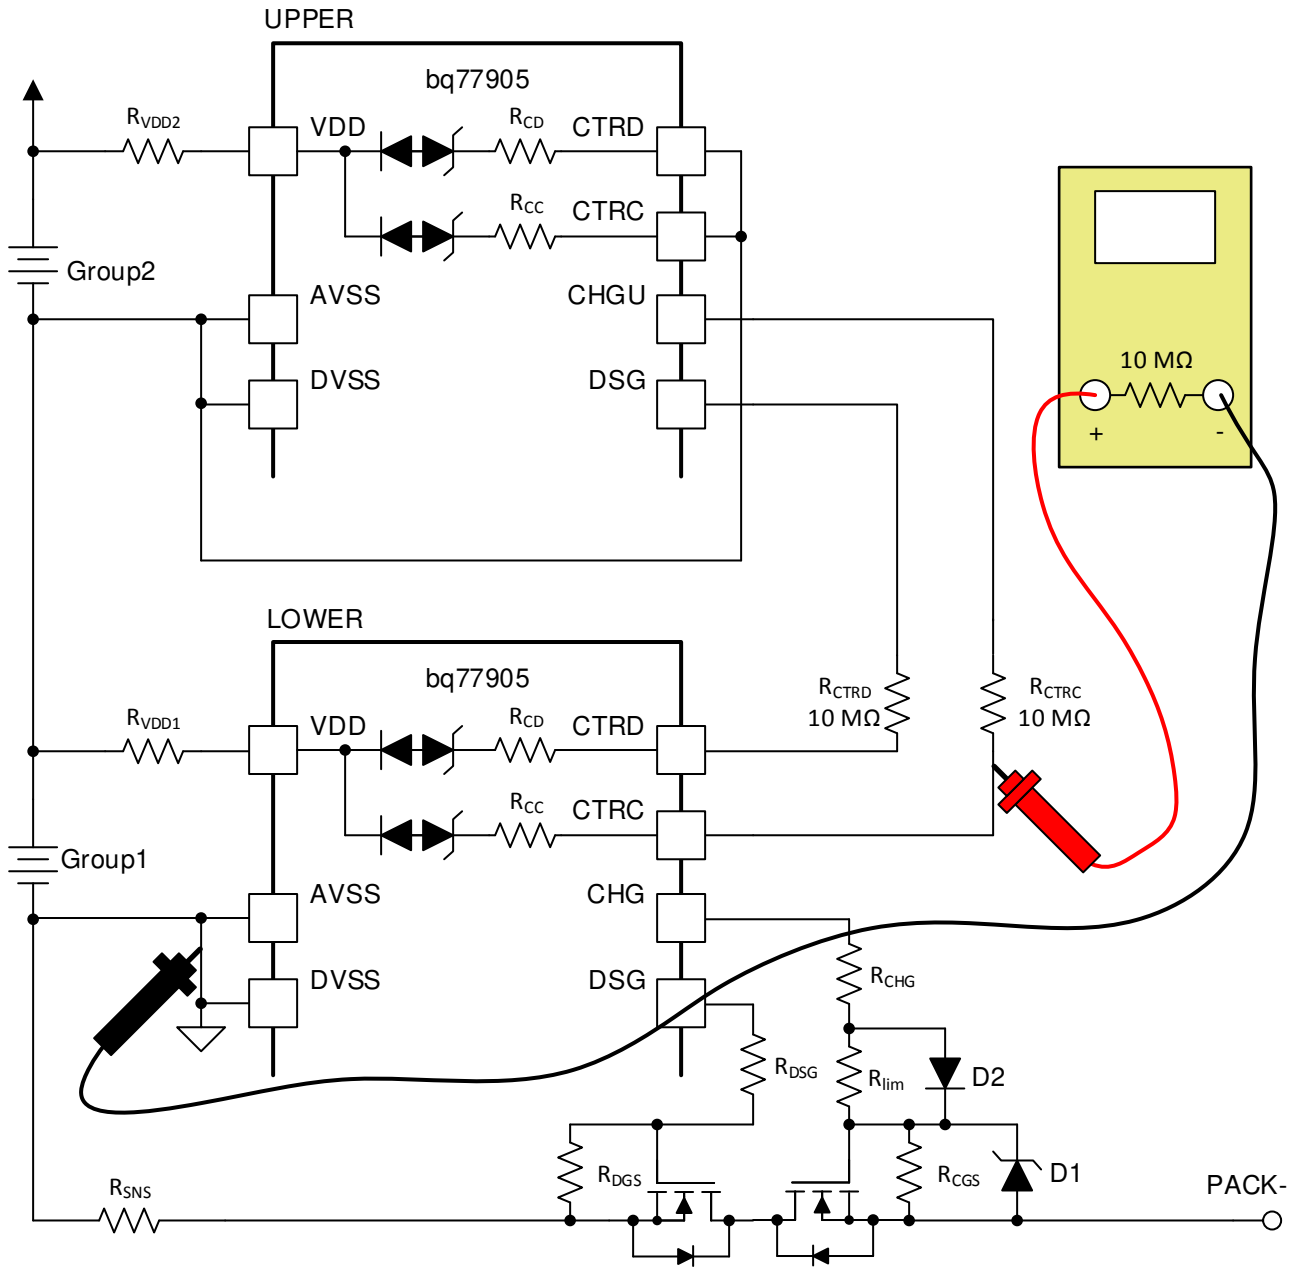 UPPER
bq77905
RVDD2
VDD
RCD
CTRD
RCC
CTRC
Group2
AVSS
CHGU
DVSS
DSG
10 MΩ
+
-
LOWER
bq77905
RVDD1
VDD
RCD
CTRD
RCTRD
10 MΩ
RCTRC
10 MΩ
RCC
CTRC
Group1
AVSS
CHG
DVSS
DSG
RCHG
RDSG
Rlim
D2
RDGS
RCGS
D1
RSNS
PACK-